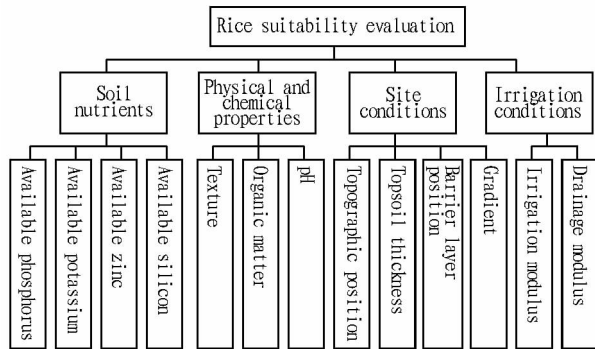 Rice suitability evaluation
Soil
nutrients
Physical and
chemical
properties
Site
conditions
Irrigation
conditions
Available phosphorus
Available potassium
Available zinc
Available silicon
Texture
Organic matter
pH
Topographic position
Topsoil thickness
Barrier layer
position
Gradient
Irrigation modulus
Drainage modulus